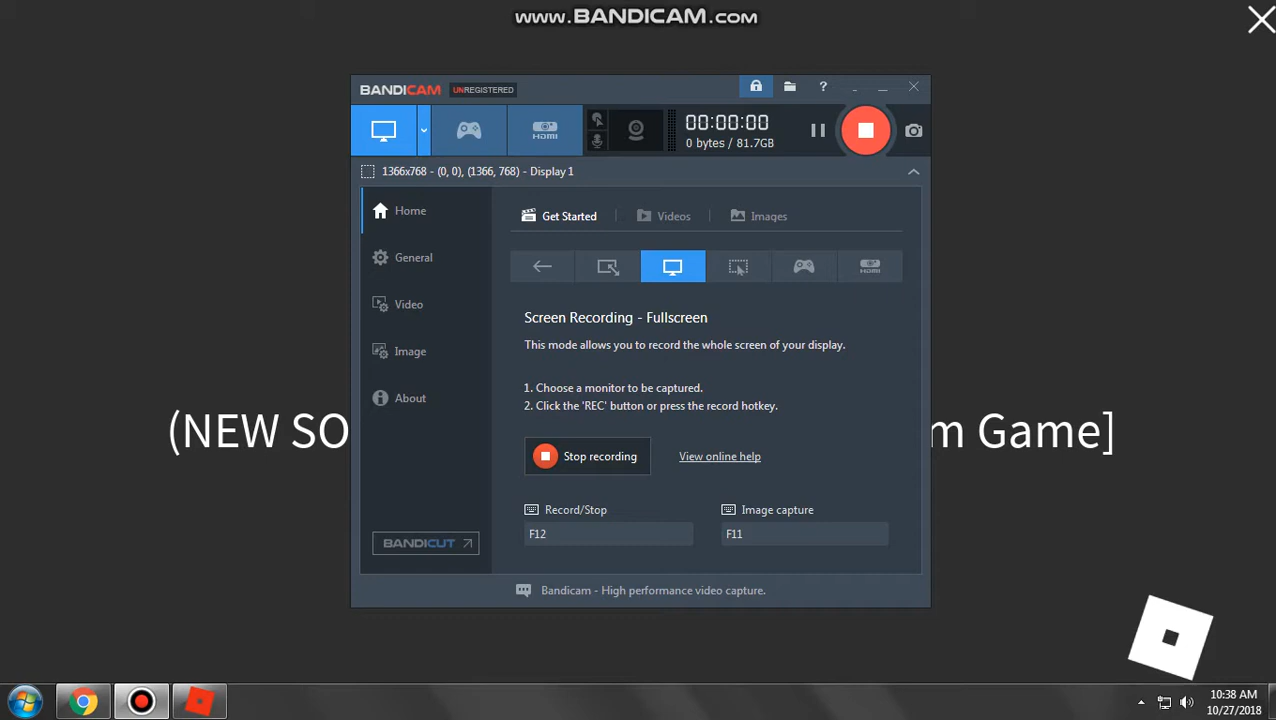 www.BANDICAM.com
BANDICAM UNREGISTERED
?
HDMI
00:00:00
0 bytes / 81.7GB
1366x768 - (0, 0), (1366, 768) - Display 1
Home
General
Video
Image
About
BANDICUT
Get Started
Videos
Images
HDMI
Screen Recording - Fullscreen
This mode allows you to record the whole screen of your display.
1. Choose a monitor to be captured.
2. Click the 'REC' button or press the record hotkey.
Stop recording
View online help
Record/Stop
Image capture
F12
F11
Bandicam - High performance video capture.
(NEW SO
m Game]
10:38 AM
10/27/2018